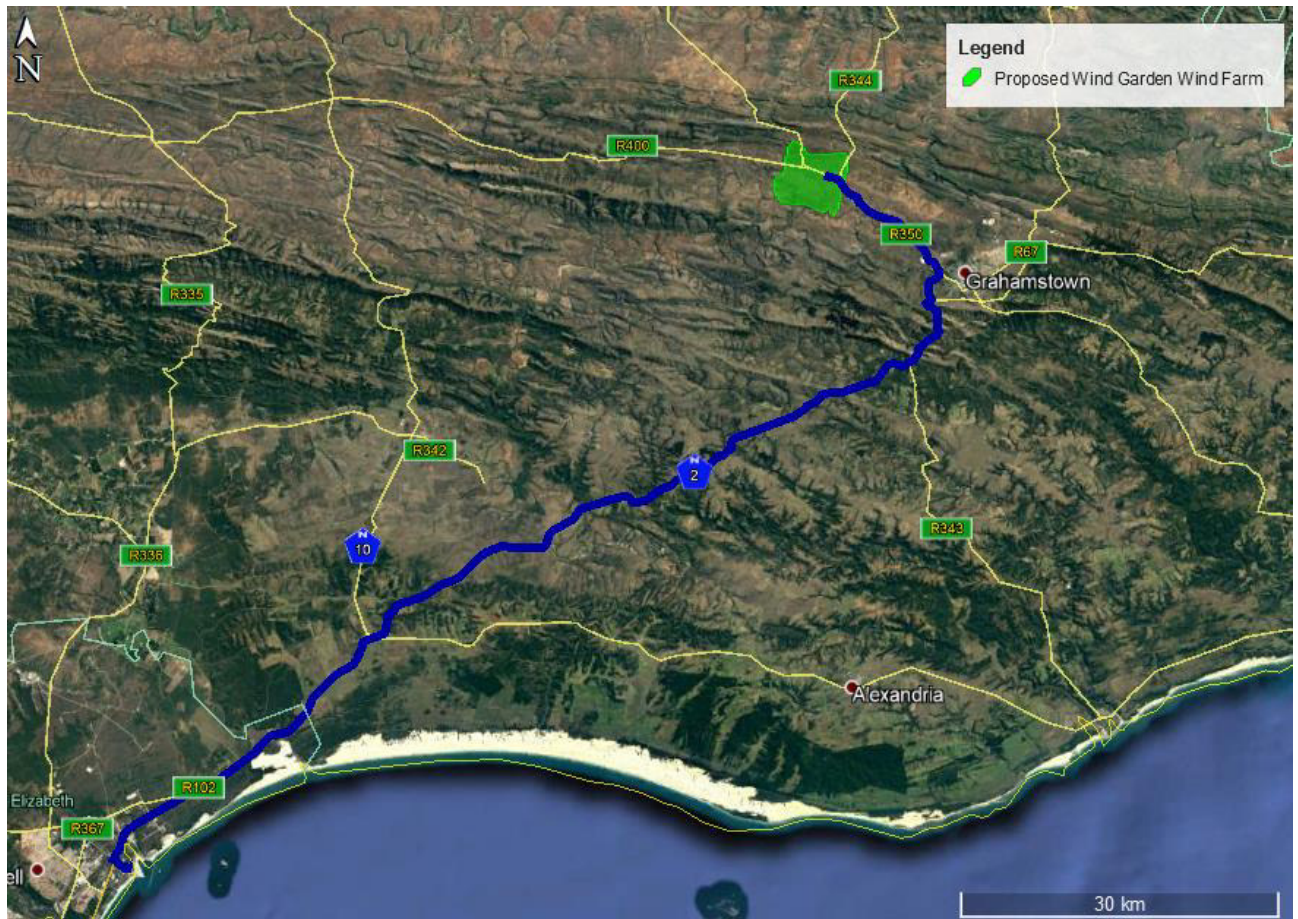 N
Legend
Proposed Wind Garden Wind Farm
R344
R400
R350
R67
Grahamstown
R335
R342
N
2
N
10
R343
R336
Alexandria
R102
Elizabeth
R367
ell
30 km